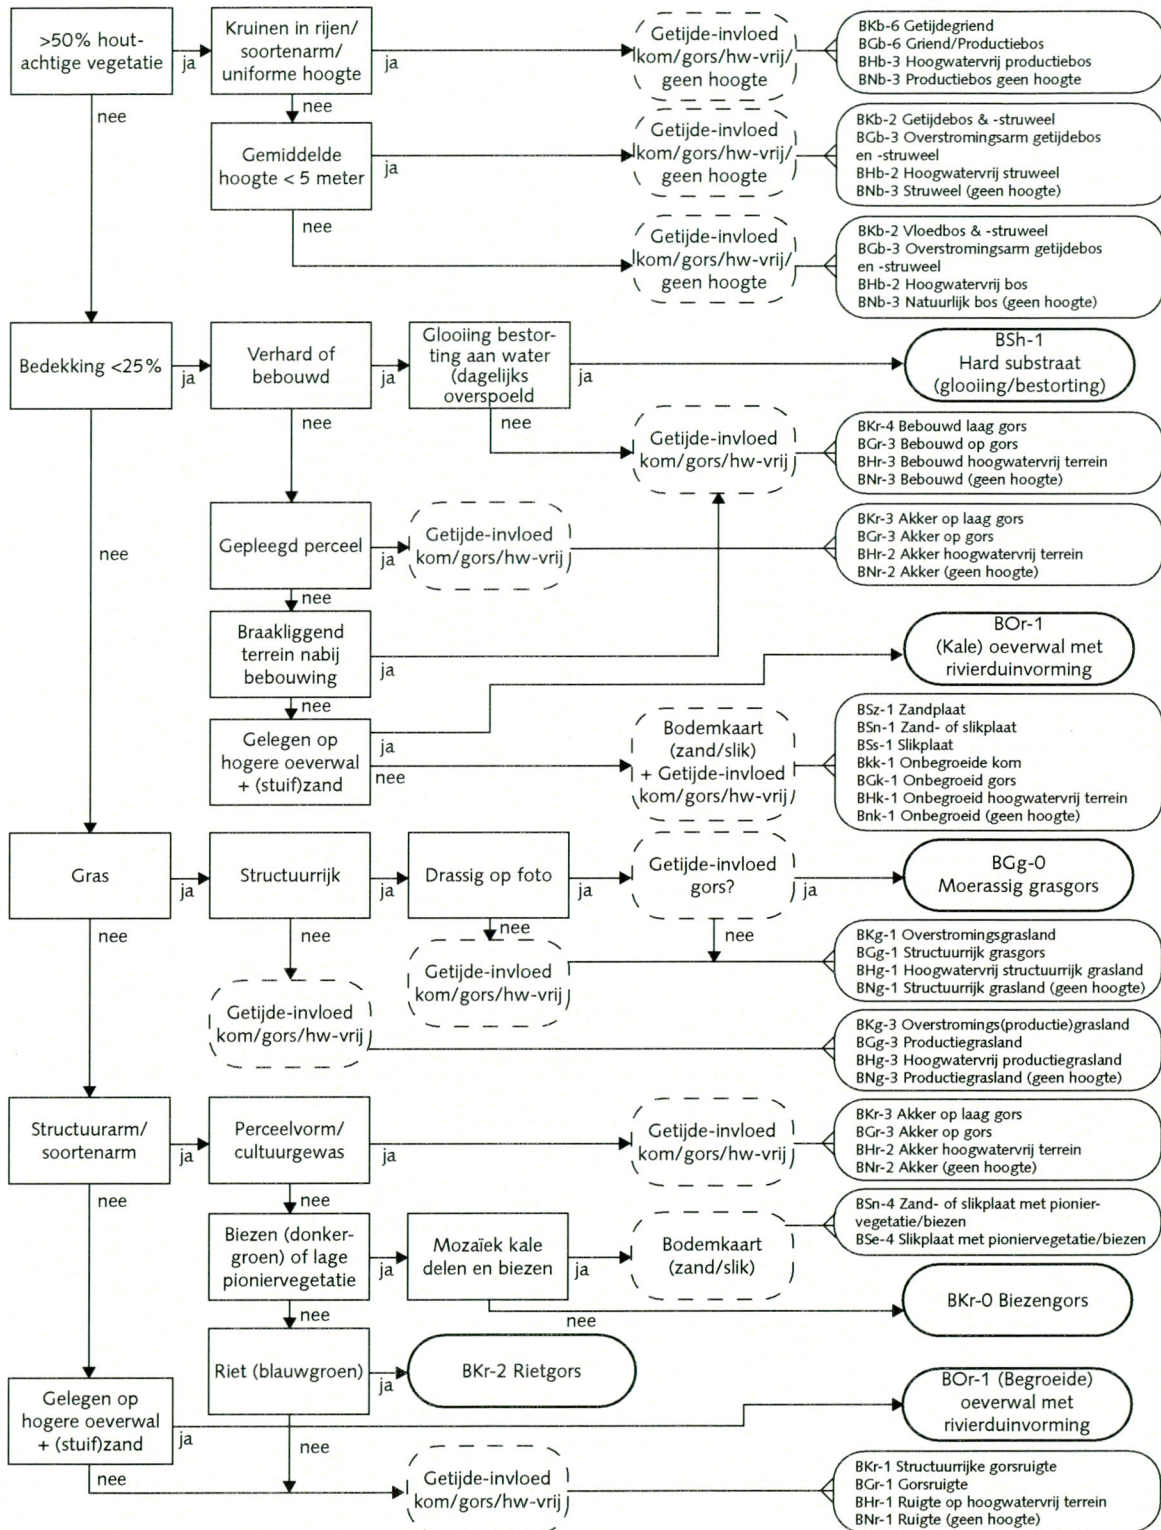 >50% hout-
achtige vegetatie
ja
nee
Kruinen in rijen/
soortenarm/
uniforme hoogte
ja
nee
Getijde-invloed
kom/gors/hw-vrij/
geen hoogte
BKb-6 Getijdegriend
BGb-6 Griend/Productiebos
BHb-3 Hoogwatervrij productiebos
BNb-3 Productiebos geen hoogte
Gemiddelde
hoogte < 5 meter
ja
nee
Getijde-invloed
kom/gors/hw-vrij/
geen hoogte
BKb-2 Getijdebos & -struweel
BGb-3 Overstromingsarm getijdebos
en -struweel
BHb-2 Hoogwatervrij struweel
BNb-3 Struweel (geen hoogte)
Getijde-invloed
kom/gors/hw-vrij/
geen hoogte
BKb-2 Vloedbos & -struweel
BGb-3 Overstromingsarm getijdebos
en -struweel
BHb-2 Hoogwatervrij bos
BNb-3 Natuurlijk bos (geen hoogte)
Bedekking <25%
ja
nee
Verhard of
bebouwd
ja
nee
Glooiing bestor-
ting aan water
(dagelijks
overspoeld
ja
nee
BSh-1
Hard substraat
(glooiing/bestorting)
Getijde-invloed
kom/gors/hw-vrij
BKr-4 Bebouwd laag gors
BGr-3 Bebouwd op gors
BHr-3 Bebouwd hoogwatervrij terrein
BNr-3 Bebouwd (geen hoogte)
Gepleegd perceel
ja
nee
Getijde-invloed
kom/gors/hw-vrij
BKr-3 Akker op laag gors
BGr-3 Akker op gors
BHr-2 Akker hoogwatervrij terrein
BNr-2 Akker (geen hoogte)
Braakliggend
terrein nabij
bebouwing
ja
nee
BOr-1
(Kale) oeverwal met
rivierduinvorming
Gelegen op
hogere oeverwal
+ (stuif)zand
ja
nee
Bodemkaart
(zand/slik)
+ Getijde-invloed
kom/gors/hw-vrij
BSz-1 Zandplaat
BSn-1 Zand- of slikplaat
BSs-1 Slikplaat
Bkk-1 Onbegroeide kom
BGk-1 Onbegroeid gors
BHk-1 Onbegroeid hoogwatervrij terrein
Bnk-1 Onbegroeid (geen hoogte)
Gras
ja
nee
Structuurrijk
ja
nee
Drassig op foto
ja
nee
Getijde-invloed
gors?
ja
nee
BGg-0
Moerassig grasgors
Getijde-invloed
kom/gors/hw-vrij
BKg-1 Overstromingsgrasland
BGg-1 Structuurrijk grasgors
BHg-1 Hoogwatervrij structuurrijk grasland
BNg-1 Structuurrijk grasland (geen hoogte)
Getijde-invloed
kom/gors/hw-vrij
BKg-3 Overstromings(productie)grasland
BGg-3 Productiegrasland
BHg-3 Hoogwatervrij productiegrasland
BNg-3 Productiegrasland (geen hoogte)
Structuurarm/
soortenarm
ja
nee
Perceelvorm/
cultuurgewas
ja
nee
Getijde-invloed
kom/gors/hw-vrij
BKr-3 Akker op laag gors
BGr-3 Akker op gors
BHr-2 Akker hoogwatervrij terrein
BNr-2 Akker (geen hoogte)
Biezen (donker-
groen) of lage
pioniervegetatie
ja
nee
Mozaïek kale
delen en biezen
ja
nee
Bodemkaart
(zand/slik)
BSn-4 Zand- of slikplaat met pionier-
vegetatie/biezen
BSe-4 Slikplaat met pioniervegetatie/biezen
BKr-0 Biezengors
Riet (blauwgroen)
ja
nee
BKr-2 Rietgors
Gelegen op
hogere oeverwal
+ (stuif)zand
ja
nee
BOr-1 (Begroeide)
oeverwal met
rivierduinvorming
Getijde-invloed
kom/gors/hw-vrij
BKr-1 Structuurrijke gorsruigte
BGr-1 Gorsruigte
BHr-1 Ruigte op hoogwatervrij terrein
BNr-1 Ruigte (geen hoogte)